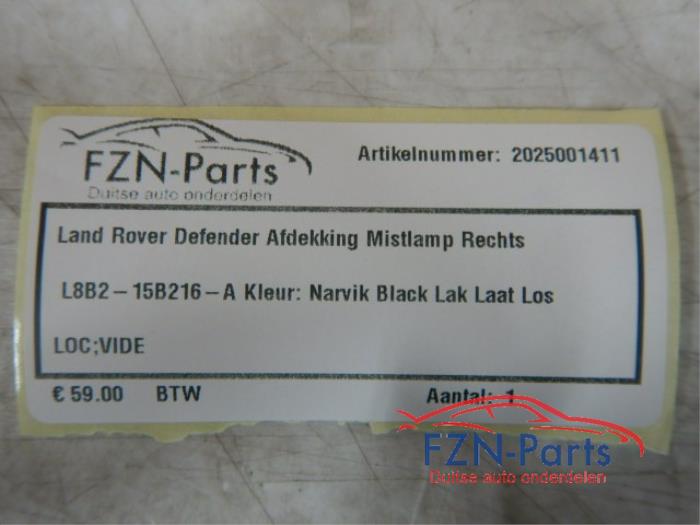 FZN-Parts
Duitse auto onderdelen
Artikelnummer: 2025001411
Land Rover Defender Afdekking Mistlamp Rechts
L8B2-15B216-A Kleur: Narvik Black Lak Laat Los
LOC;VIDE
€ 59.00 BTW Aantal: 1
FZN-Parts
Duitse auto onderdelen